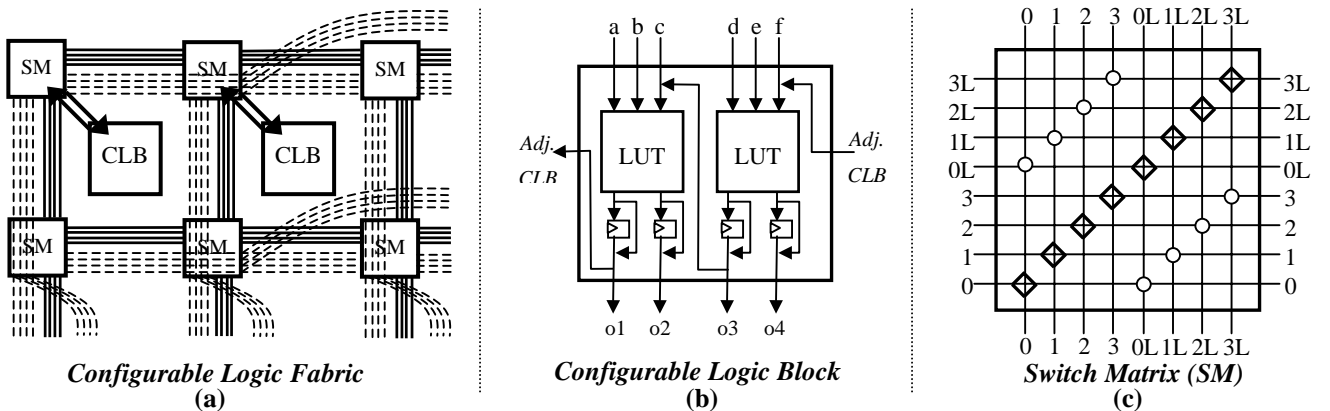 SM
SM
SM
CLB
CLB
SM
SM
SM
Configurable Logic Fabric
(a)
a b c d e f
LUT LUT
Adj.
CLB
Adj.
CLB
o1 o2 o3 o4
Configurable Logic Block
(b)
0 1 2 3 0L 1L 2L 3L
3L 3L
2L 2L
1L 1L
0L 0L
3 3
2 2
1 1
0 0
0 1 2 3 0L 1L 2L 3L
Switch Matrix (SM)
(c)